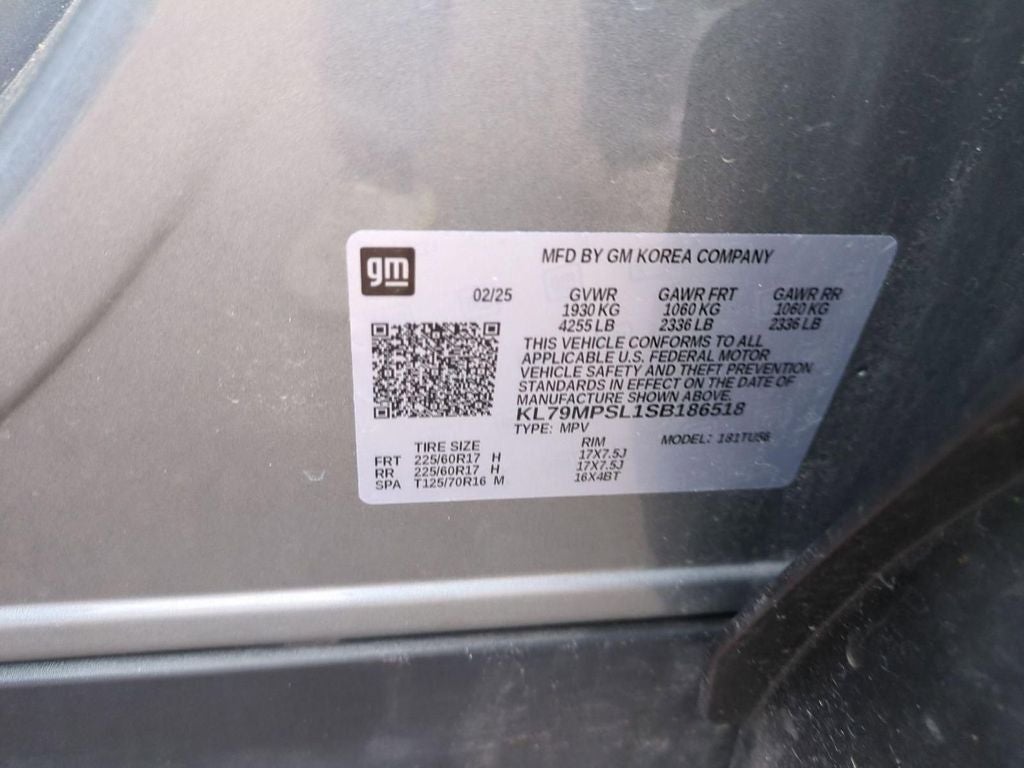 gm
MFD BY GM KOREA COMPANY
02/25 GVWR GAWR FRT GAWR RR
1930 KG 1060 KG 1060 KG
4255 LB 2336 LB 2336 LB
THIS VEHICLE CONFORMS TO ALL
APPLICABLE U.S. FEDERAL MOTOR
VEHICLE SAFETY AND THEFT PREVENTION
STANDARDS IN EFFECT ON THE DATE OF
MANUFACTURE SHOWN ABOVE.
KL79MPSL1SB186518
TYPE: MPV MODEL: 1S1TU56
TIRE SIZE RIM
FRT 225/60R17 H 17X7.5J
RR 225/60R17 H 17X7.5J
SPA T125/70R16 M 16X4BT